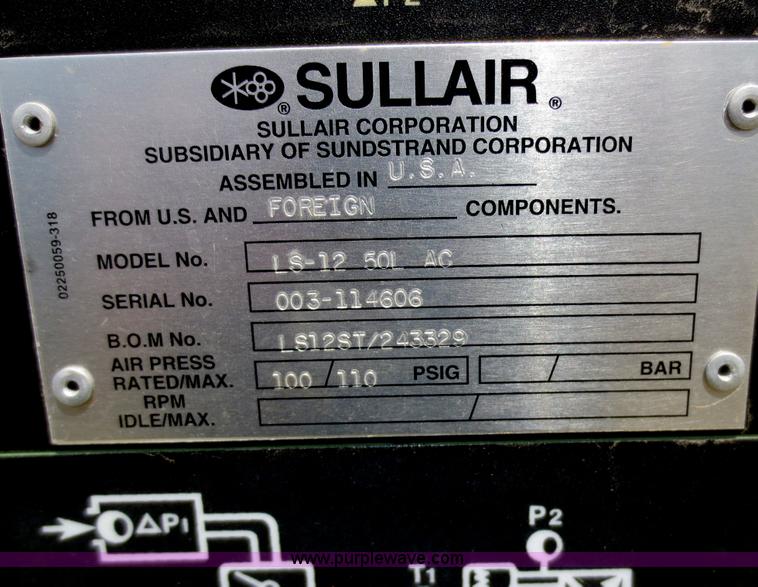 SULLAIR ®
SULLAIR CORPORATION
SUBSIDIARY OF SUNDSTRAND CORPORATION
ASSEMBLED IN U.S.A.
FROM U.S. AND FOREIGN COMPONENTS.
MODEL No. LS-12 50L AC
SERIAL No. 003-114606
B.O.M No. LS12ST/243329
AIR PRESS
RATED/MAX. 100 / 110 PSIG / BAR
RPM
IDLE/MAX. /
02250059-318
△P1
P2
www.purplewave.com
T1